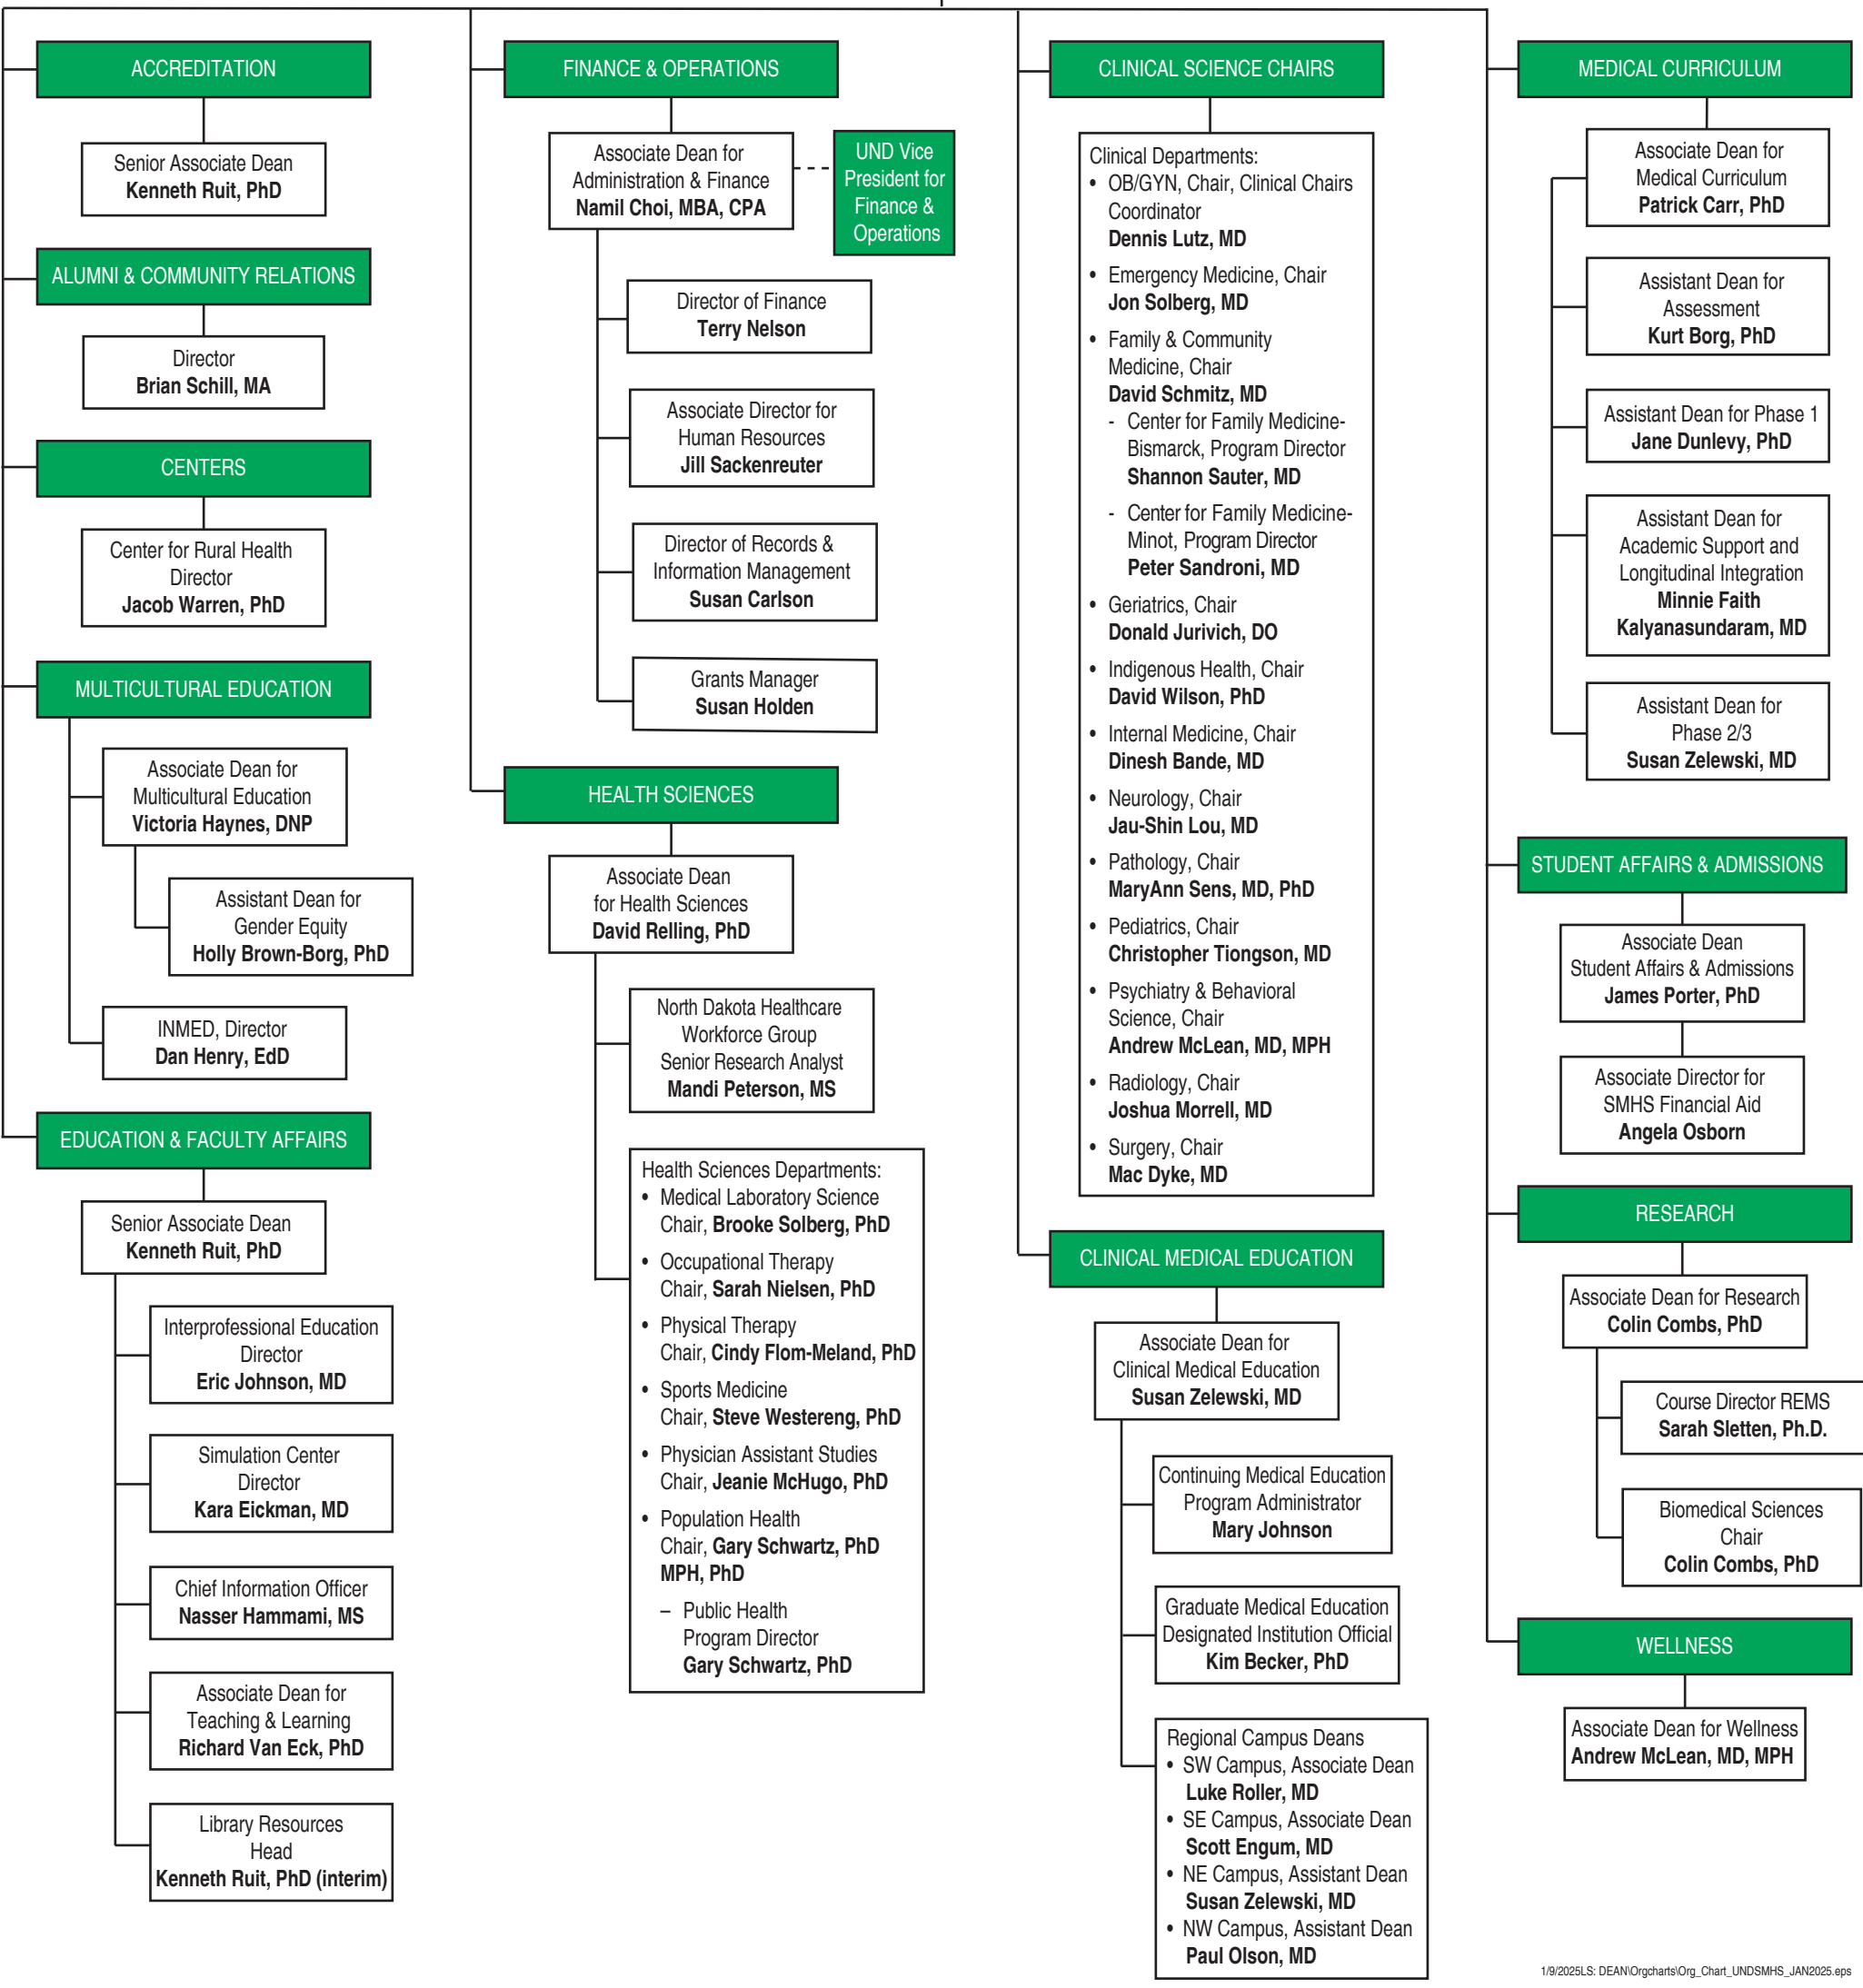 ACCREDITATION
Senior Associate Dean
Kenneth Ruit, PhD
ALUMNI & COMMUNITY RELATIONS
Director
Brian Schill, MA
CENTERS
Center for Rural Health
Director
Jacob Warren, PhD
MULTICULTURAL EDUCATION
Associate Dean for
Multicultural Education
Victoria Haynes, DNP
Assistant Dean for
Gender Equity
Holly Brown-Borg, PhD
INMED, Director
Dan Henry, EdD
EDUCATION & FACULTY AFFAIRS
Senior Associate Dean
Kenneth Ruit, PhD
Interprofessional Education
Director
Eric Johnson, MD
Simulation Center
Director
Kara Eickman, MD
Chief Information Officer
Nasser Hammami, MS
Associate Dean for
Teaching & Learning
Richard Van Eck, PhD
Library Resources
Head
Kenneth Ruit, PhD (interim)
FINANCE & OPERATIONS
Associate Dean for
Administration & Finance
Namil Choi, MBA, CPA
UND Vice
President for
Finance &
Operations
Director of Finance
Terry Nelson
Associate Director for
Human Resources
Jill Sackenreuter
Director of Records &
Information Management
Susan Carlson
Grants Manager
Susan Holden
HEALTH SCIENCES
Associate Dean
for Health Sciences
David Relling, PhD
North Dakota Healthcare
Workforce Group
Senior Research Analyst
Mandi Peterson, MS
Health Sciences Departments:
• Medical Laboratory Science
Chair, Brooke Solberg, PhD
• Occupational Therapy
Chair, Sarah Nielsen, PhD
• Physical Therapy
Chair, Cindy Flom-Meland, PhD
• Sports Medicine
Chair, Steve Westereng, PhD
• Physician Assistant Studies
Chair, Jeanie McHugo, PhD
• Population Health
Chair, Gary Schwartz, PhD
MPH, PhD
– Public Health
Program Director
Gary Schwartz, PhD
CLINICAL SCIENCE CHAIRS
Clinical Departments:
• OB/GYN, Chair, Clinical Chairs
Coordinator
Dennis Lutz, MD
• Emergency Medicine, Chair
Jon Solberg, MD
• Family & Community
Medicine, Chair
David Schmitz, MD
- Center for Family Medicine-
Bismarck, Program Director
Shannon Sauter, MD
- Center for Family Medicine-
Minot, Program Director
Peter Sandroni, MD
• Geriatrics, Chair
Donald Jurivich, DO
• Indigenous Health, Chair
David Wilson, PhD
• Internal Medicine, Chair
Dinesh Bande, MD
• Neurology, Chair
Jau-Shin Lou, MD
• Pathology, Chair
MaryAnn Sens, MD, PhD
• Pediatrics, Chair
Christopher Tiongson, MD
• Psychiatry & Behavioral
Science, Chair
Andrew McLean, MD, MPH
• Radiology, Chair
Joshua Morrell, MD
• Surgery, Chair
Mac Dyke, MD
CLINICAL MEDICAL EDUCATION
Associate Dean for
Clinical Medical Education
Susan Zelewski, MD
Continuing Medical Education
Program Administrator
Mary Johnson
Graduate Medical Education
Designated Institution Official
Kim Becker, PhD
Regional Campus Deans
• SW Campus, Associate Dean
Luke Roller, MD
• SE Campus, Associate Dean
Scott Engum, MD
• NE Campus, Assistant Dean
Susan Zelewski, MD
• NW Campus, Assistant Dean
Paul Olson, MD
MEDICAL CURRICULUM
Associate Dean for
Medical Curriculum
Patrick Carr, PhD
Assistant Dean for
Assessment
Kurt Borg, PhD
Assistant Dean for Phase 1
Jane Dunlevy, PhD
Assistant Dean for
Academic Support and
Longitudinal Integration
Minnie Faith
Kalyanasundaram, MD
Assistant Dean for
Phase 2/3
Susan Zelewski, MD
STUDENT AFFAIRS & ADMISSIONS
Associate Dean
Student Affairs & Admissions
James Porter, PhD
Associate Director for
SMHS Financial Aid
Angela Osborn
RESEARCH
Associate Dean for Research
Colin Combs, PhD
Course Director REMS
Sarah Sletten, Ph.D.
Biomedical Sciences
Chair
Colin Combs, PhD
WELLNESS
Associate Dean for Wellness
Andrew McLean, MD, MPH
1/9/2025LS: DEAN\Orgcharts\Org_Chart_UNDSMHS_JAN2025.eps